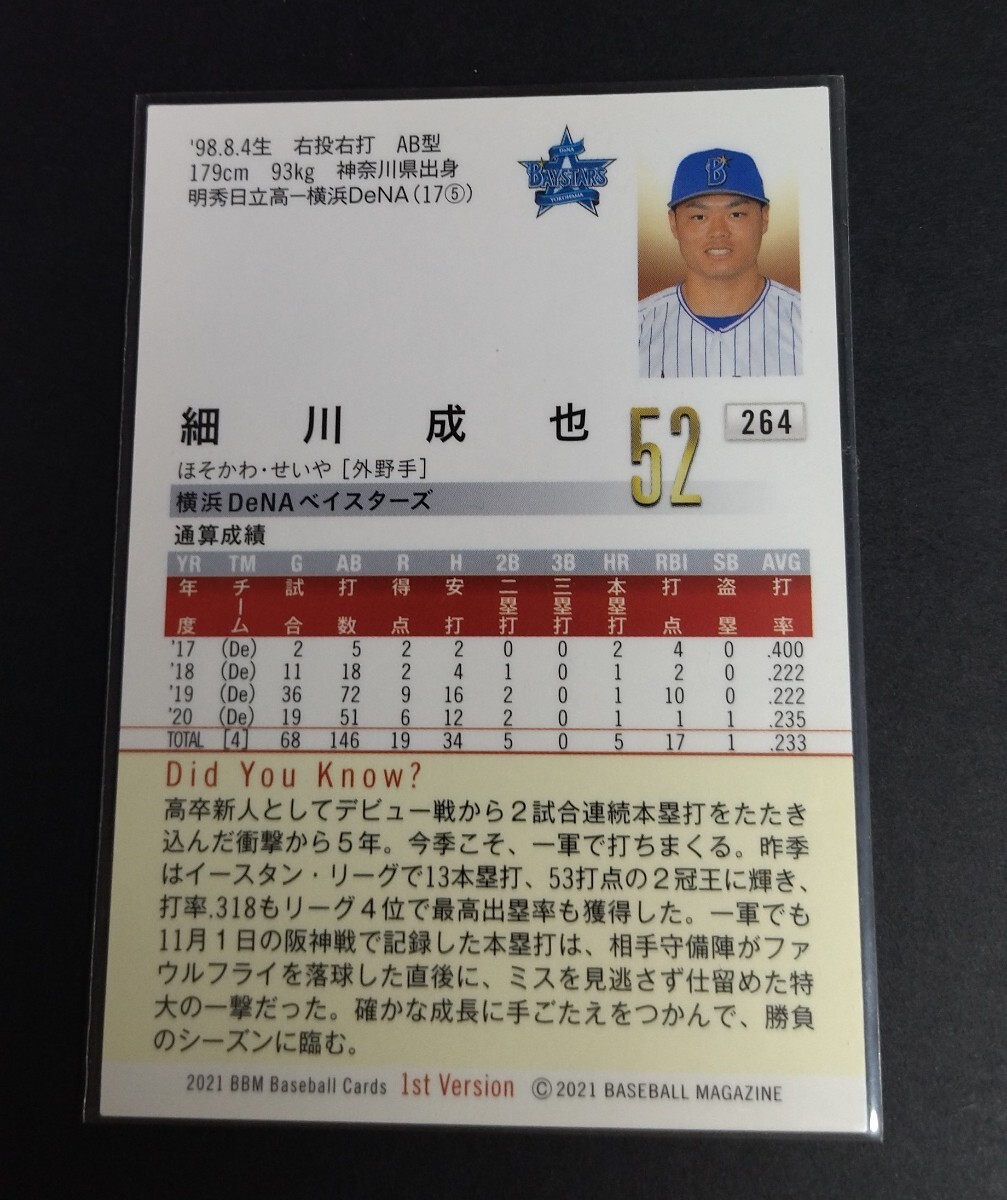 '98.8.4生 右投右打 AB型
179cm 93kg 神奈川県出身
明秀日立高ー横浜DeNA(17⑤)
DeNA
BAYSTARS
YOKOHAMA
B
細川成也
52
264
ほそかわ・せいや［外野手］
横浜DeNAベイスターズ
通算成績
YR TM G AB R H 2B 3B HR RBI SB AVG
年度 チーム 試合 打数 得点 安打 二塁打 三塁打 本塁打 打点 盗塁 打率
'17 (De) 2 5 2 2 0 0 2 4 0 .400
'18 (De) 11 18 2 4 1 0 1 2 0 .222
'19 (De) 36 72 9 16 2 0 1 10 0 .222
'20 (De) 19 51 6 12 2 0 1 1 1 .235
TOTAL [4] 68 146 19 34 5 0 5 17 1 .233
Did You Know?
高卒新人としてデビュー戦から２試合連続本塁打をたたき
込んだ衝撃から５年。今季こそ、一軍で打ちまくる。昨季
はイースタン・リーグで13本塁打、53打点の２冠王に輝き、
打率.318もリーグ４位で最高出塁率も獲得した。一軍でも
11月１日の阪神戦で記録した本塁打は、相手守備陣がファ
ウルフライを落球した直後に、ミスを見逃さず仕留めた特
大の一撃だった。確かな成長に手ごたえをつかんで、勝負
のシーズンに臨む。
2021 BBM Baseball Cards 1st Version ©2021 BASEBALL MAGAZINE